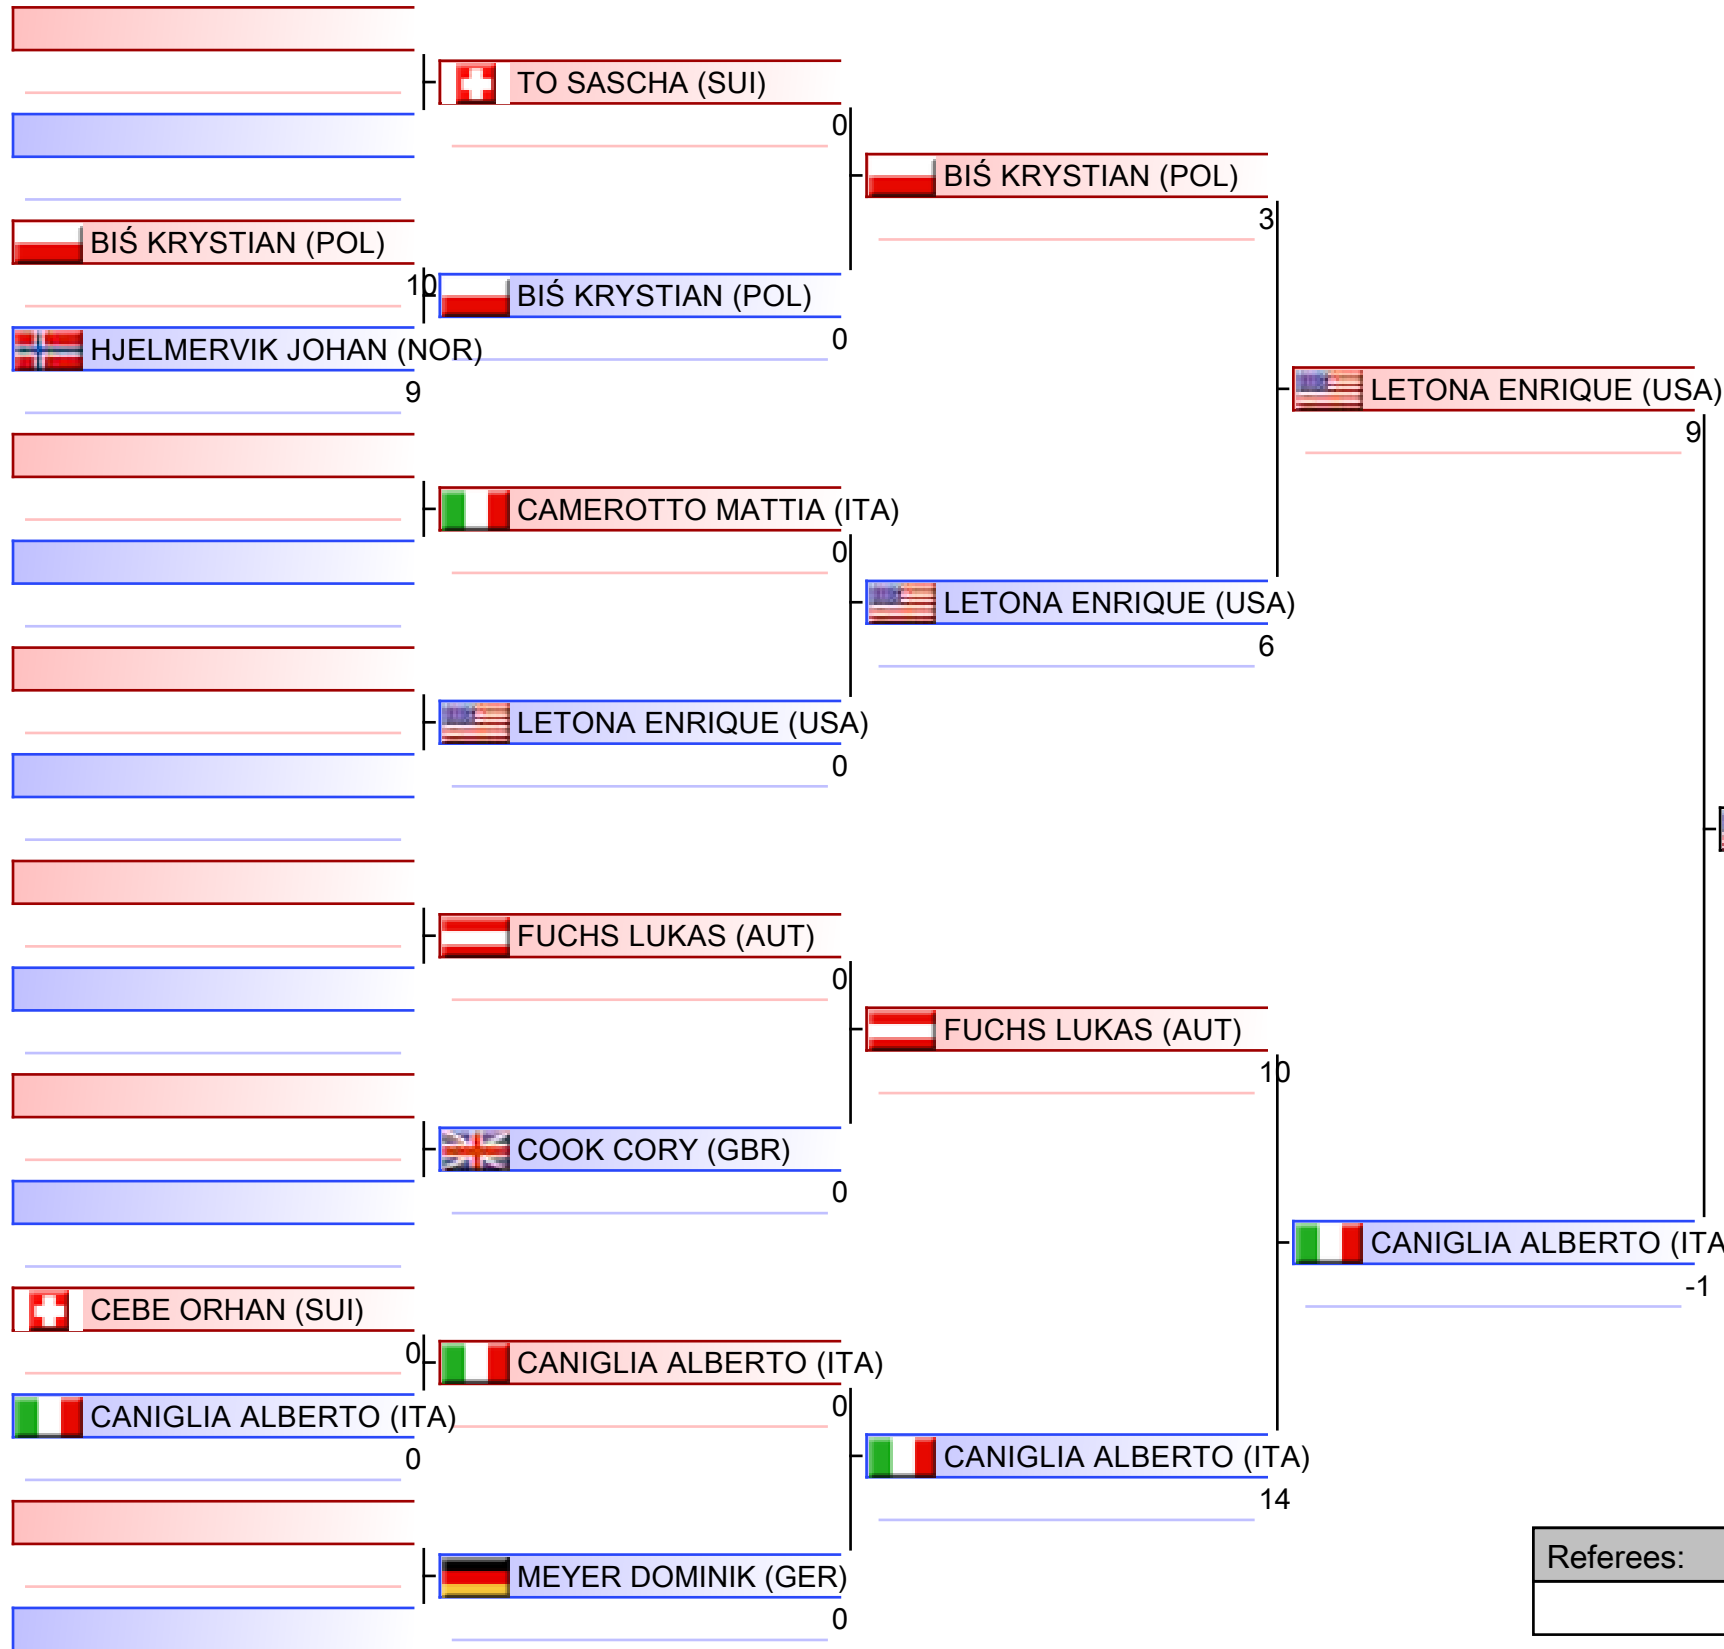 TO SASCHA (SUI)
0
BIŚ KRYSTIAN (POL)
3
BIŚ KRYSTIAN (POL)
10
BIŚ KRYSTIAN (POL)
0
HJELMERVIK JOHAN (NOR)
9
LETONA ENRIQUE (USA)
9
CAMEROTTO MATTIA (ITA)
0
LETONA ENRIQUE (USA)
6
LETONA ENRIQUE (USA)
0
FUCHS LUKAS (AUT)
0
FUCHS LUKAS (AUT)
10
COOK CORY (GBR)
0
CANIGLIA ALBERTO (ITA
-1
CEBE ORHAN (SUI)
0
CANIGLIA ALBERTO (ITA)
0
CANIGLIA ALBERTO (ITA)
0
CANIGLIA ALBERTO (ITA)
14
MEYER DOMINIK (GER)
0
Referees: